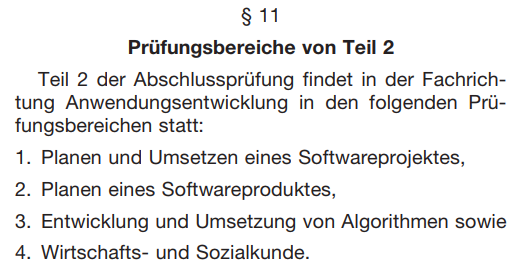 § 11
Prüfungsbereiche von Teil 2
Teil 2 der Abschlussprüfung findet in der Fachrich-
tung Anwendungsentwicklung in den folgenden Prü-
fungsbereichen statt:
1. Planen und Umsetzen eines Softwareprojektes,
2. Planen eines Softwareproduktes,
3. Entwicklung und Umsetzung von Algorithmen sowie
4. Wirtschafts- und Sozialkunde.